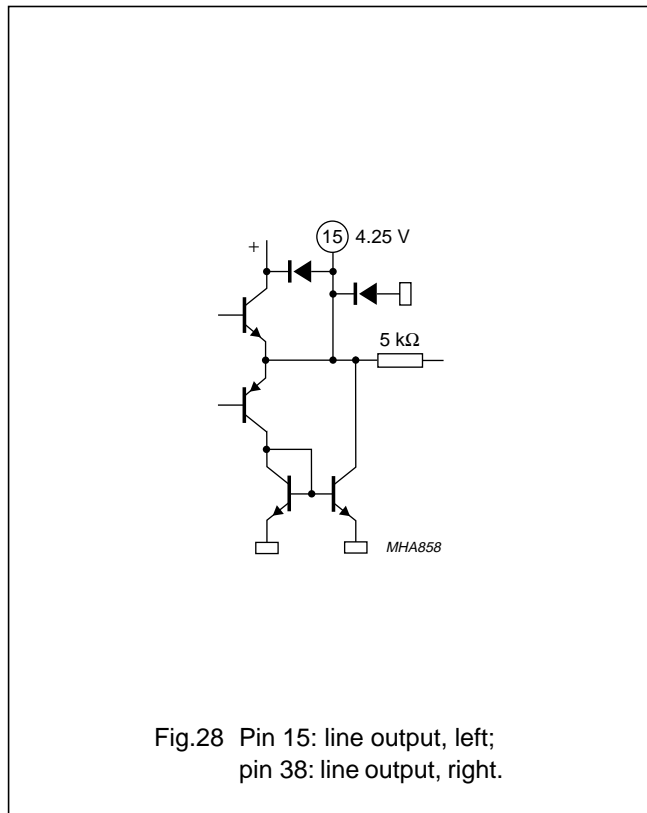 15 4.25 V
+
5 kΩ
MHA858
Fig.28 Pin 15: line output, left;
pin 38: line output, right.